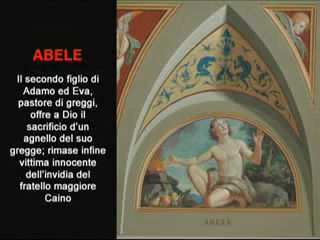 ABELE
Il secondo figlio di
Adamo ed Eva,
pastore di greggi,
offre a Dio il
sacrificio d'un
agnello del suo
gregge; rimase infine
vittima innocente
dell'invidia del
fratello maggiore
Caino
ABELE